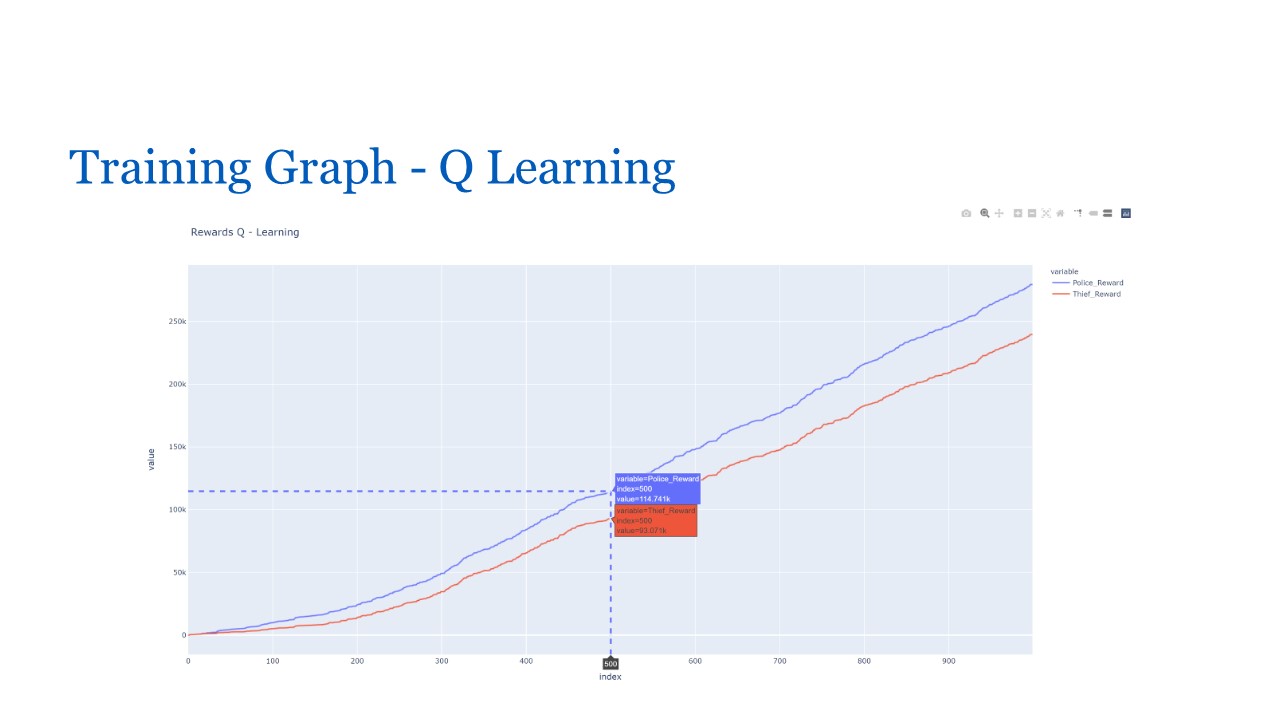 Training Graph - Q Learning
Rewards Q - Learning
variable
Police_Reward
Thief_Reward
250k
200k
150k
100k
50k
0
value
variable=Police_Reward
index=500
value=114.741k
variable=Thief_Reward
index=500
value=93.071k
0 100 200 300 400 500 600 700 800 900
index